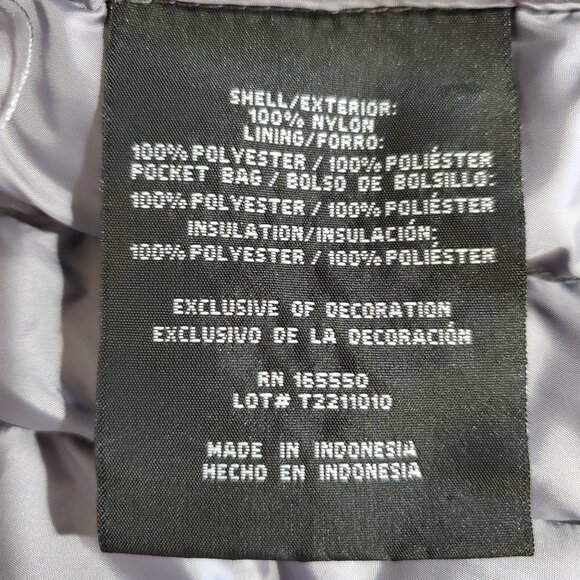 SHELL/EXTERIOR:
100% NYLON
LINING/FORRO:
100% POLYESTER / 100% POLIÉSTER
POCKET BAG / BOLSO DE BOLSILLO:
100% POLYESTER / 100% POLIÉSTER
INSULATION/INSULACIÓN:
100% POLYESTER / 100% POLIÉSTER
EXCLUSIVE OF DECORATION
EXCLUSIVO DE LA DECORACIÓN
RN 165550
LOT# T2211010
MADE IN INDONESIA
HECHO EN INDONESIA